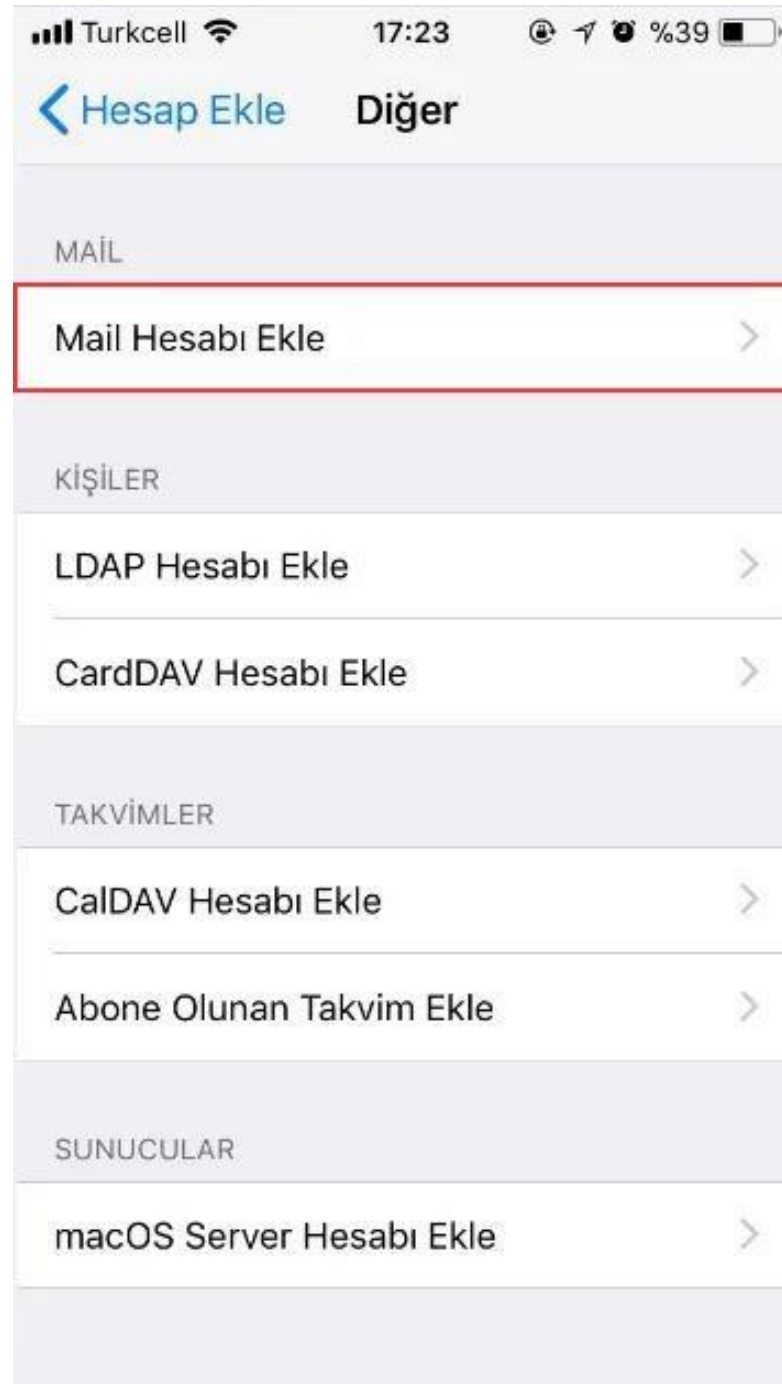 Turkcell 17:23 %39
Hesap Ekle Diğer
MAİL
Mail Hesabı Ekle
KİŞİLER
LDAP Hesabı Ekle
CardDAV Hesabı Ekle
TAKVİMLER
CalDAV Hesabı Ekle
Abone Olunan Takvim Ekle
SUNUCULAR
macOS Server Hesabı Ekle